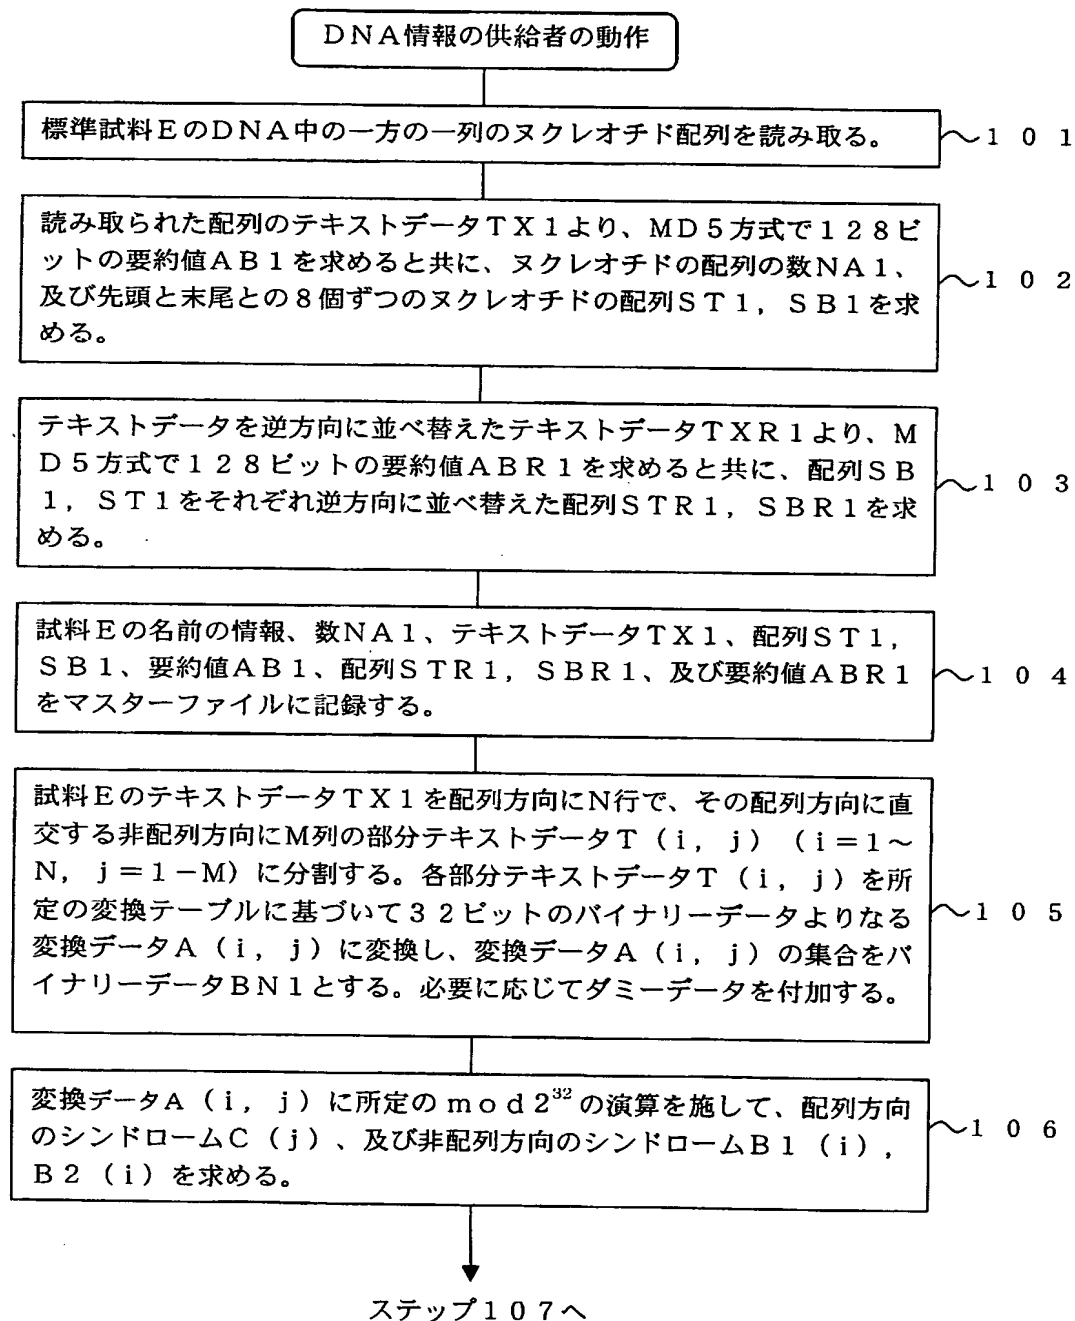 DNA情報の供給者の動作
標準試料EのDNA中の一方の一列のヌクレオチド配列を読み取る。
〜101
読み取られた配列のテキストデータTX1より、MD5方式で128ビ
ットの要約値AB1を求めると共に、ヌクレオチドの配列の数NA1、
及び先頭と末尾との8個ずつのヌクレオチドの配列ST1,SB1を求
める。
〜102
テキストデータを逆方向に並べ替えたテキストデータTXR1より、M
D5方式で128ビットの要約値ABR1を求めると共に、配列SB
1,ST1をそれぞれ逆方向に並べ替えた配列STR1,SBR1を求
める。
〜103
試料Eの名前の情報、数NA1、テキストデータTX1、配列ST1,
SB1、要約値AB1、配列STR1,SBR1、及び要約値ABR1
をマスターファイルに記録する。
〜104
試料EのテキストデータTX1を配列方向にN行で、その配列方向に直
交する非配列方向にM列の部分テキストデータT(i,j)(i=1〜
N,j=1−M)に分割する。各部分テキストデータT(i,j)を所
定の変換テーブルに基づいて32ビットのバイナリーデータよりなる
変換データA(i,j)に変換し、変換データA(i,j)の集合をバ
イナリーデータBN1とする。必要に応じてダミーデータを付加する。
〜105
変換データA(i,j)に所定のmod2³²の演算を施して、配列方向
のシンドロームC(j)、及び非配列方向のシンドロームB1(i),
B2(i)を求める。
〜106
ステップ107へ